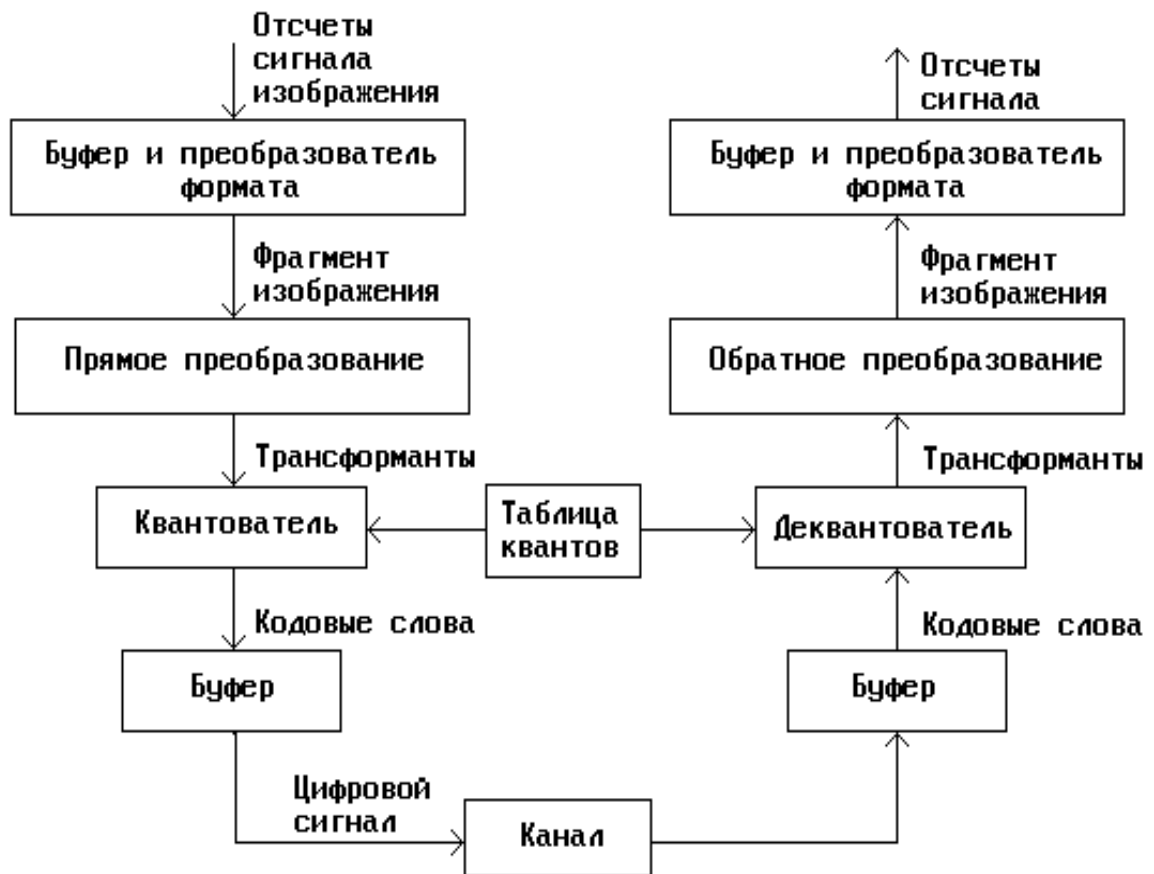 Отсчеты
сигнала
изображения
Буфер и преобразователь
формата
Фрагмент
изображения
Прямое преобразование
Трансформанты
Квантователь
Кодовые слова
Буфер
Цифровой
сигнал
Канал
Таблица
квантов
Отсчеты
сигнала
Буфер и преобразователь
формата
Фрагмент
изображения
Обратное преобразование
Трансформанты
Деквантователь
Кодовые слова
Буфер